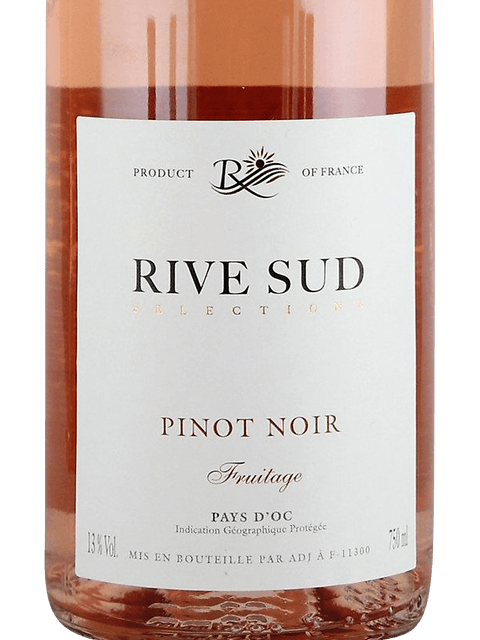 PRODUCT R OF FRANCE
RIVE SUD
SELECTIONS
PINOT NOIR
Fruitage
PAYS D'OC
Indication Géographique Protégée
13 % Vol. 750 ml
MIS EN BOUTEILLE PAR ADJ À F-11300